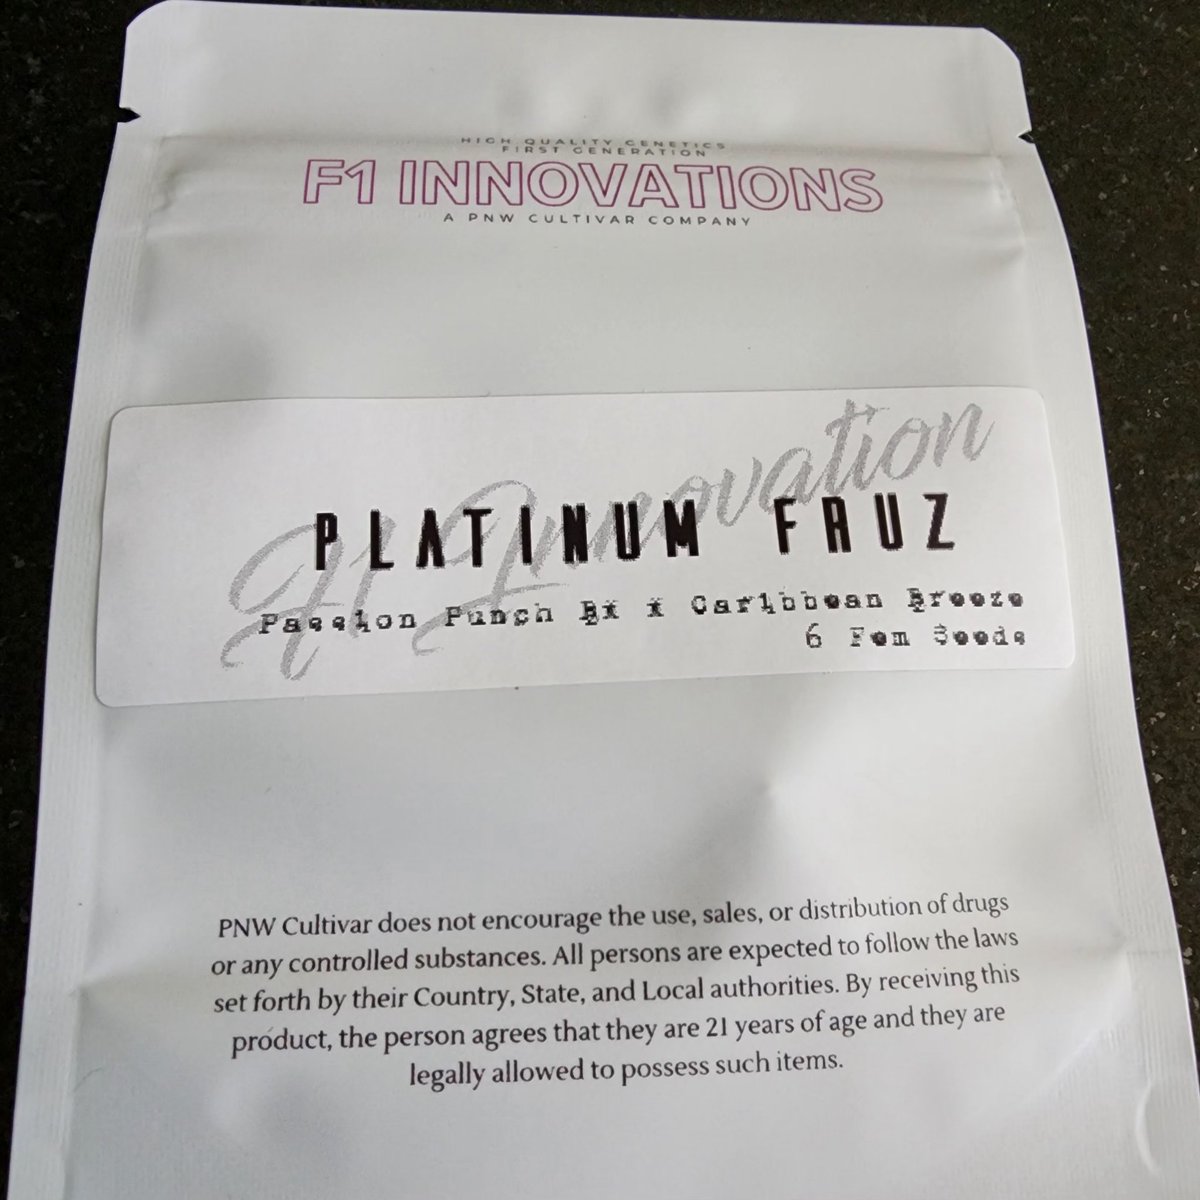 HIGH QUALITY GENETICS
FIRST GENERATION
F1 INNOVATIONS
A PNW CULTIVAR COMPANY
F1 Innovation
PLATINUM FRUZ
Passion Punch Bx x Caribbean Breeze
6 Fem Seeds
PNW Cultivar does not encourage the use, sales, or distribution of drugs
or any controlled substances. All persons are expected to follow the laws
set forth by their Country, State, and Local authorities. By receiving this
product, the person agrees that they are 21 years of age and they are
legally allowed to possess such items.